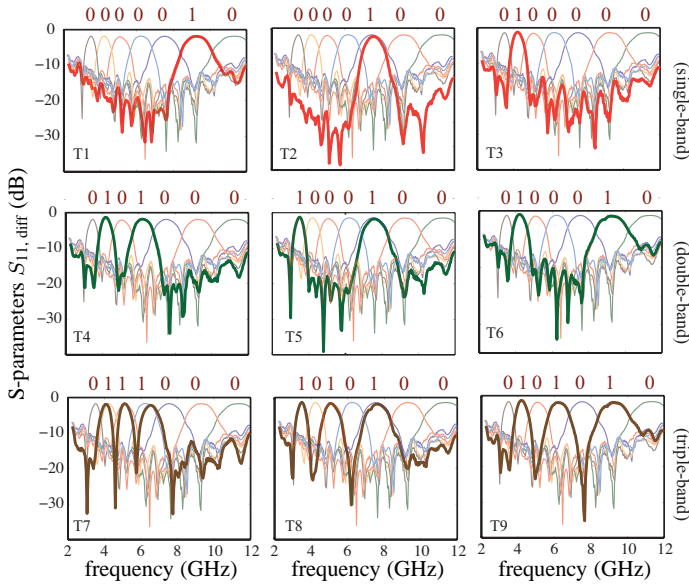 0 0 0 0 0 1 0
0 0 0 0 1 0 0
0 1 0 0 0 0 0
0
−10
−20
−30
T1
T2
T3
(single-band)
0 1 0 1 0 0 0
1 0 0 0 1 0 0
0 1 0 0 0 1 0
0
−10
−20
−30
T4
T5
T6
(double-band)
S-parameters S11, diff (dB)
0 1 1 1 0 0 0
1 0 1 0 1 0 0
0 1 0 1 0 1 0
0
−10
−20
−30
T7
T8
T9
(triple-band)
2 4 6 8 10 12
2 4 6 8 10 12
2 4 6 8 10 12
frequency (GHz)
frequency (GHz)
frequency (GHz)